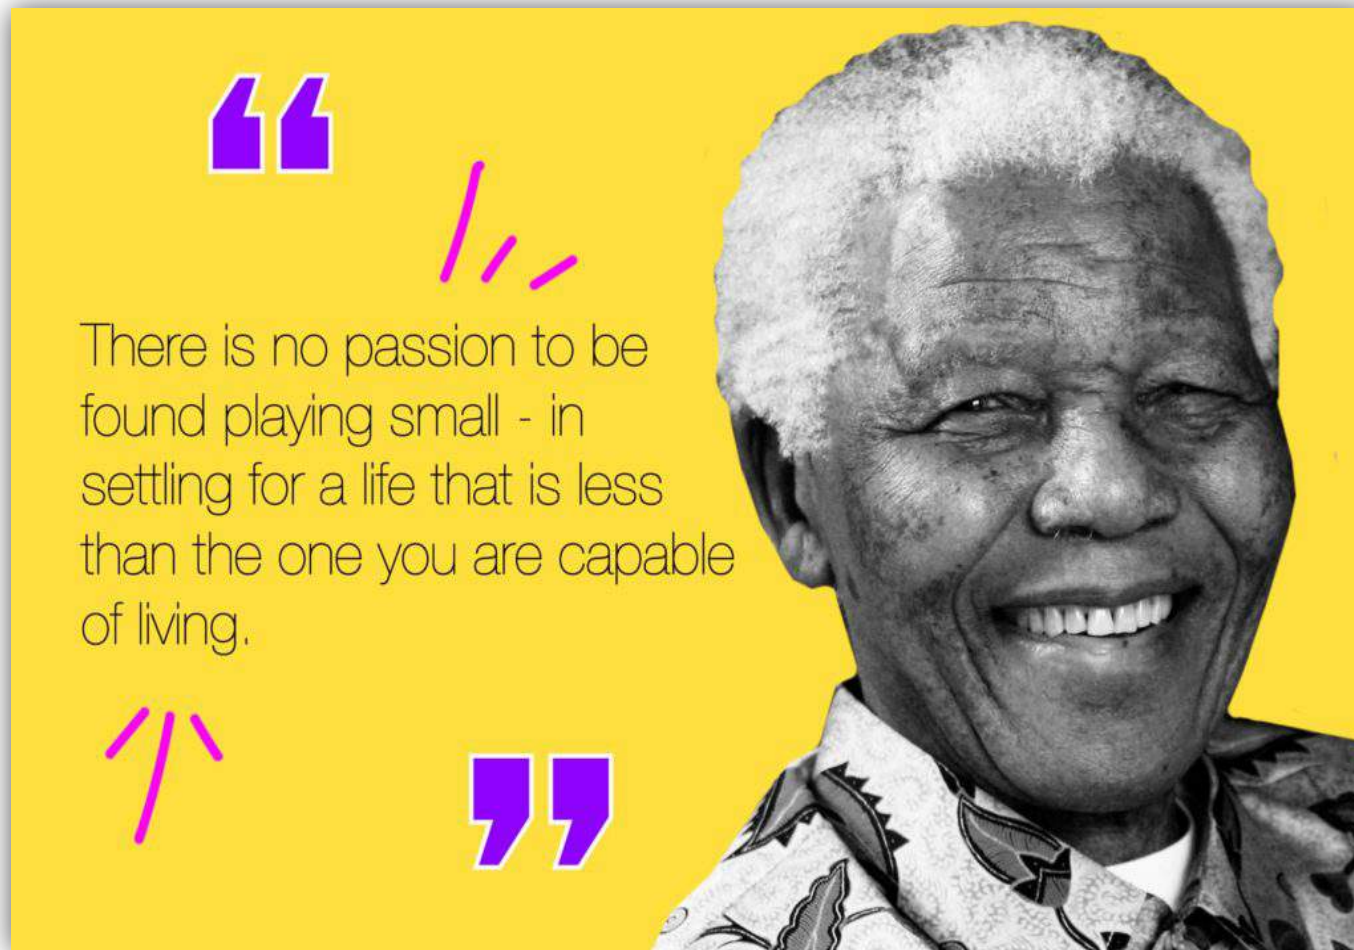 “
There is no passion to be
found playing small - in
settling for a life that is less
than the one you are capable
of living.
”